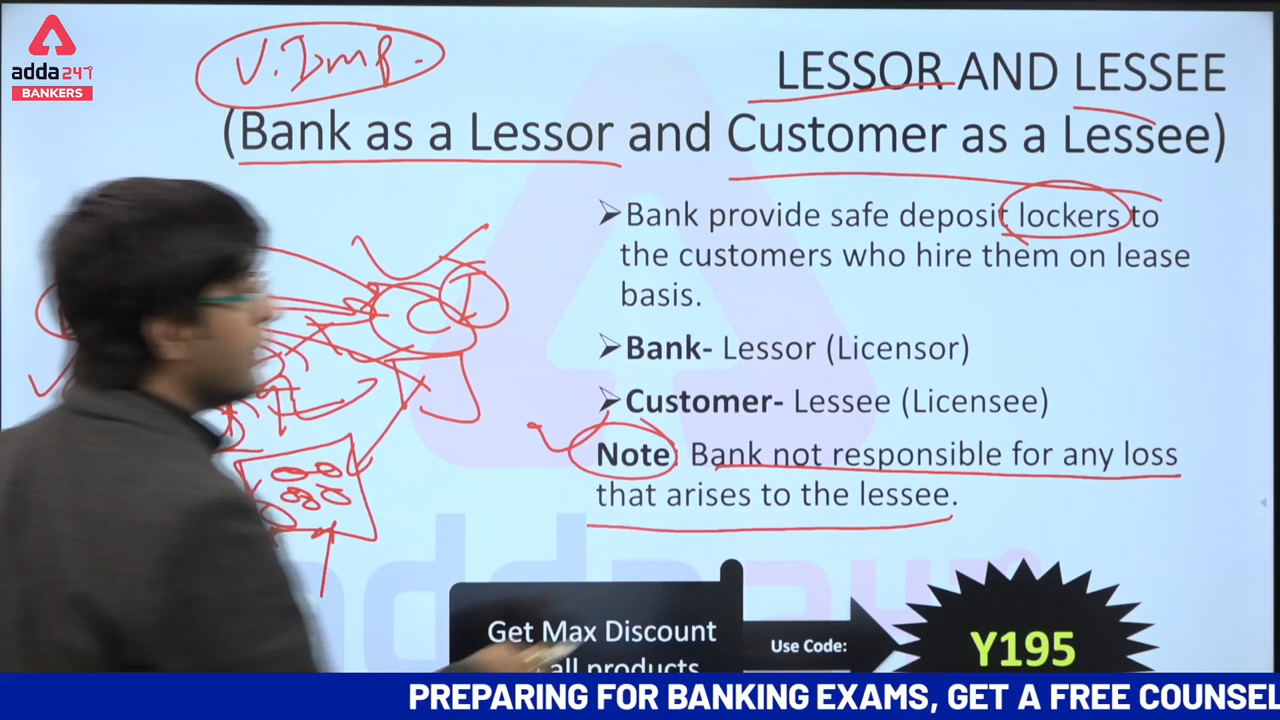 adda247
BANKERS
V. Imp.
LESSOR AND LESSEE
(Bank as a Lessor and Customer as a Lessee)
➢Bank provide safe deposit lockers to
the customers who hire them on lease
basis.
➢Bank- Lessor (Licensor)
➢Customer- Lessee (Licensee)
Note: Bank not responsible for any loss
that arises to the lessee.
Get Max Discount
all products
Use Code:
Y195
PREPARING FOR BANKING EXAMS, GET A FREE COUNSEL